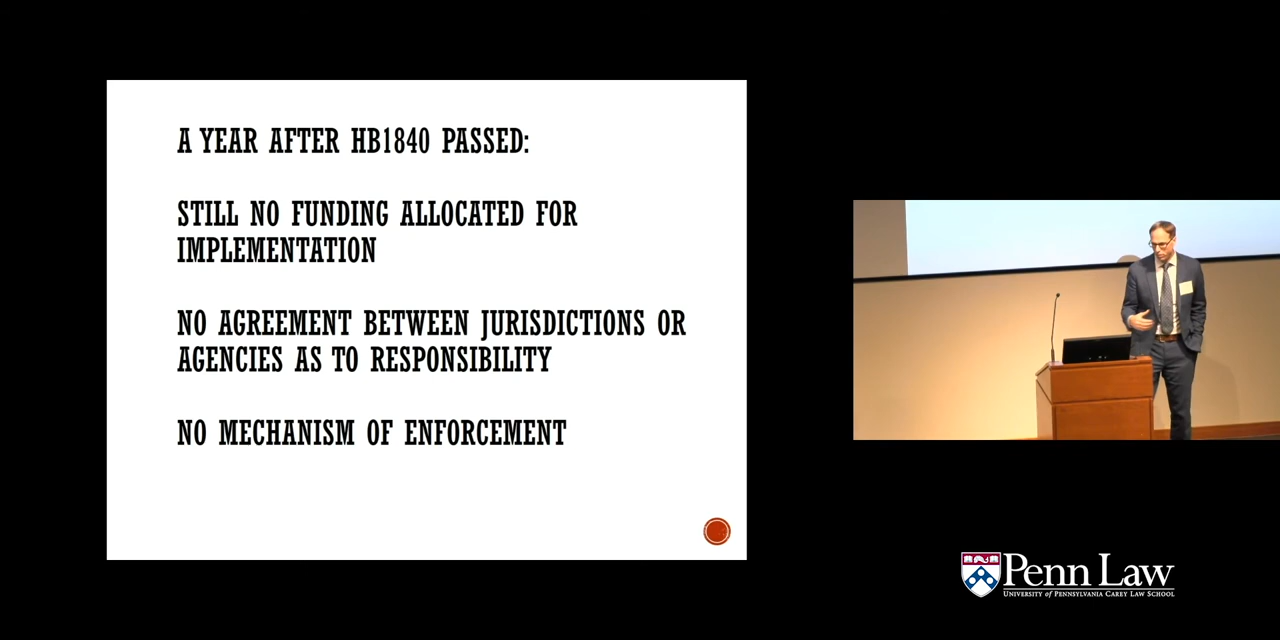 A YEAR AFTER HB1840 PASSED:
STILL NO FUNDING ALLOCATED FOR
IMPLEMENTATION
NO AGREEMENT BETWEEN JURISDICTIONS OR
AGENCIES AS TO RESPONSIBILITY
NO MECHANISM OF ENFORCEMENT
Penn Law
UNIVERSITY of PENNSYLVANIA CAREY LAW SCHOOL